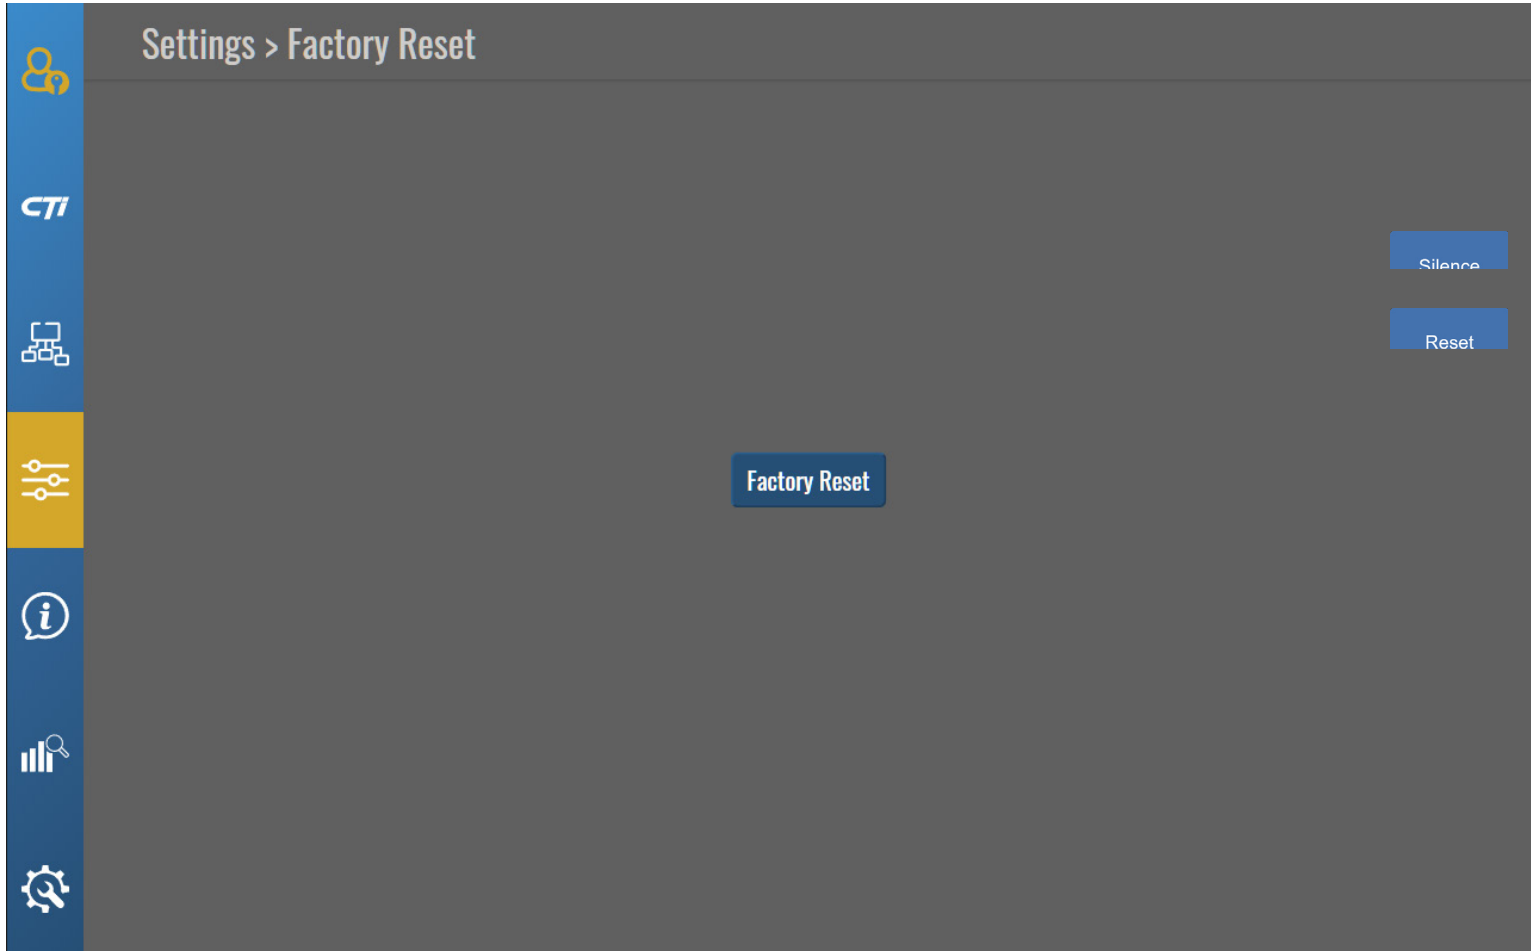 Settings > Factory Reset
CTi
Silence
Reset
Factory Reset